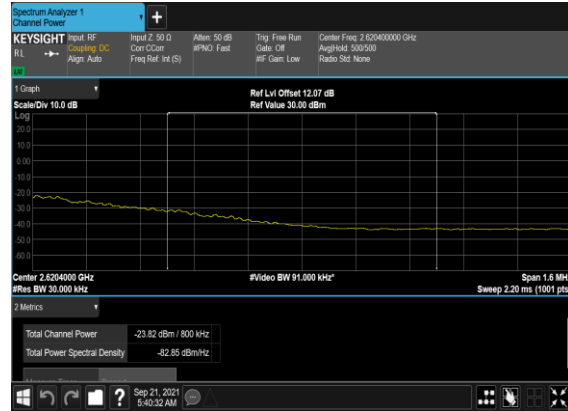 Spectrum Analyzer 1
Channel Power
+
KEYSIGHT Input: RF
RL
Coupling: DC
Align: Auto
Input Z: 50 Ω
Corr CCorr
Freq Ref: Int (S)
Atten: 50 dB
#PNO: Fast
Trig: Free Run
Gate: Off
#IF Gain: Low
Center Freq: 2.620400000 GHz
Avg|Hold: 500/500
Radio Std: None
LM
1 Graph
Scale/Div 10.0 dB
Ref Lvl Offset 12.07 dB
Ref Value 30.00 dBm
Log
20.0
10.0
0.00
-10.0
-20.0
-30.0
-40.0
-50.0
-60.0
Center 2.6204000 GHz
#Video BW 91.000 kHz*
Span 1.6 MH
#Res BW 30.000 kHz
Sweep 2.20 ms (1001 pts
2 Metrics
Total Channel Power -23.82 dBm / 800 kHz
Total Power Spectral Density -82.85 dBm/Hz
?
Sep 21, 2021
5:40:32 AM